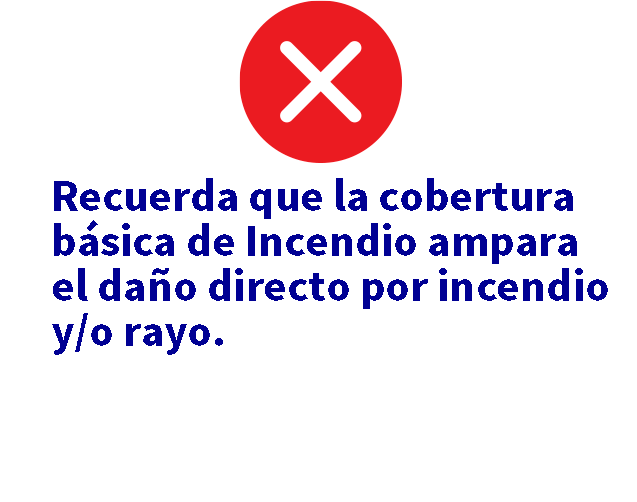 Recuerda que la cobertura
básica de Incendio ampara
el daño directo por incendio
y/o rayo.